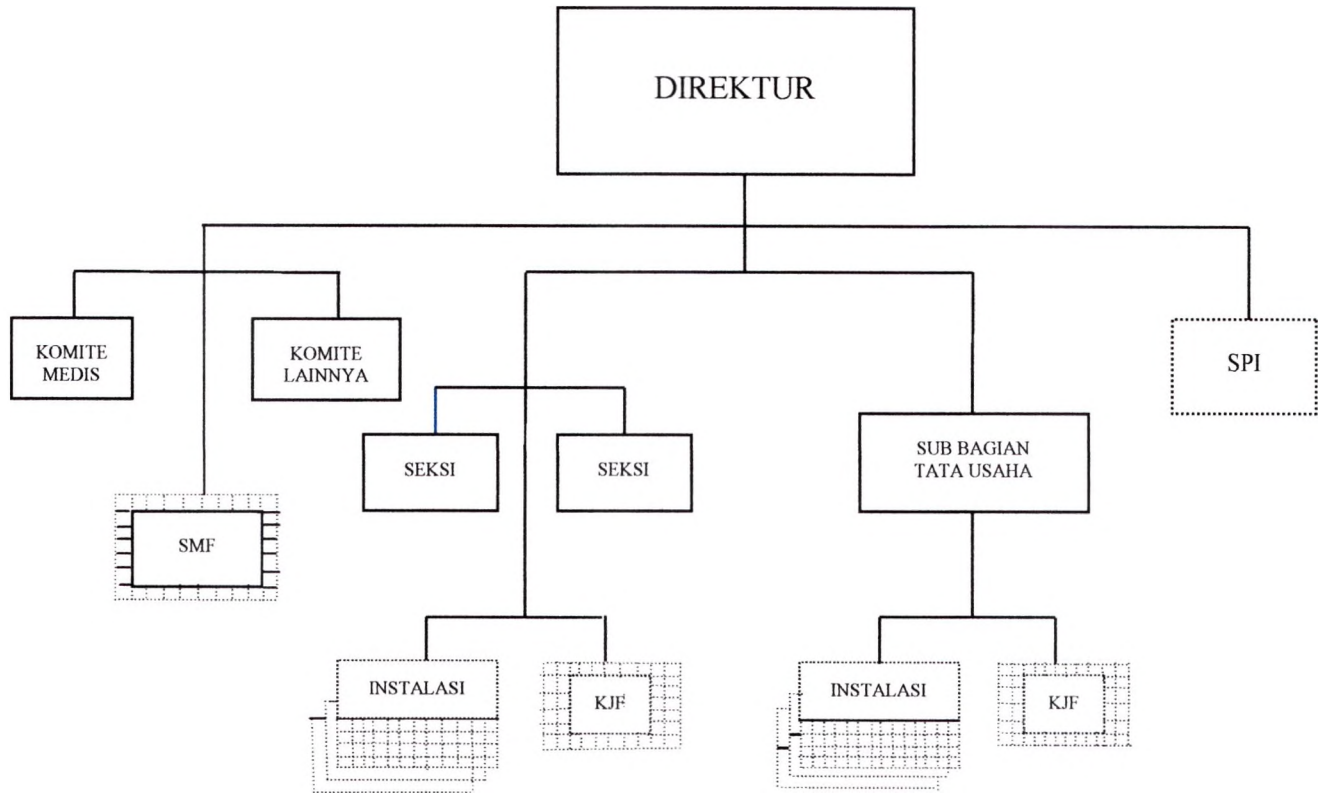 DIREKTUR
KOMITE
MEDIS
KOMITE
LAINNYA
SPI
SEKSI
SEKSI
SUB BAGIAN
TATA USAHA
SMF
INSTALASI
KJF
INSTALASI
KJF